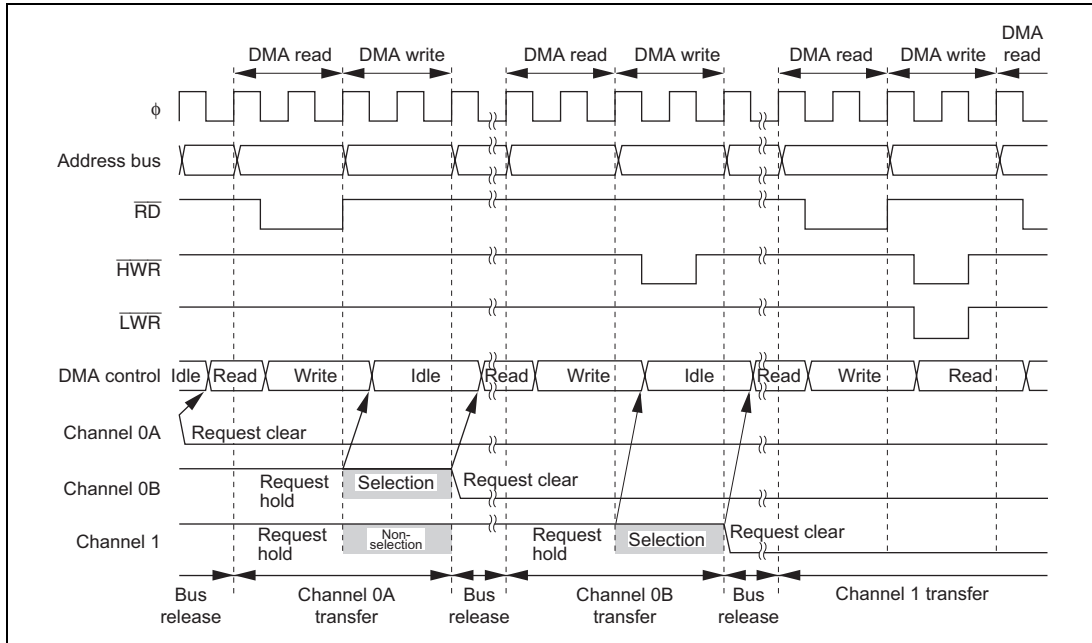 DMA read DMA write DMA read DMA write DMA read DMA write DMA
read
ϕ
Address bus
RD
HWR
LWR
DMA control Idle Read Write Idle Read Write Idle Read Write Read
Channel 0A Request clear
Channel 0B Request
hold Selection Request clear
Channel 1 Request
hold Non-
selection Request
hold Selection Request clear
Bus
release Channel 0A
transfer Bus
release Channel 0B
transfer Bus
release Channel 1 transfer